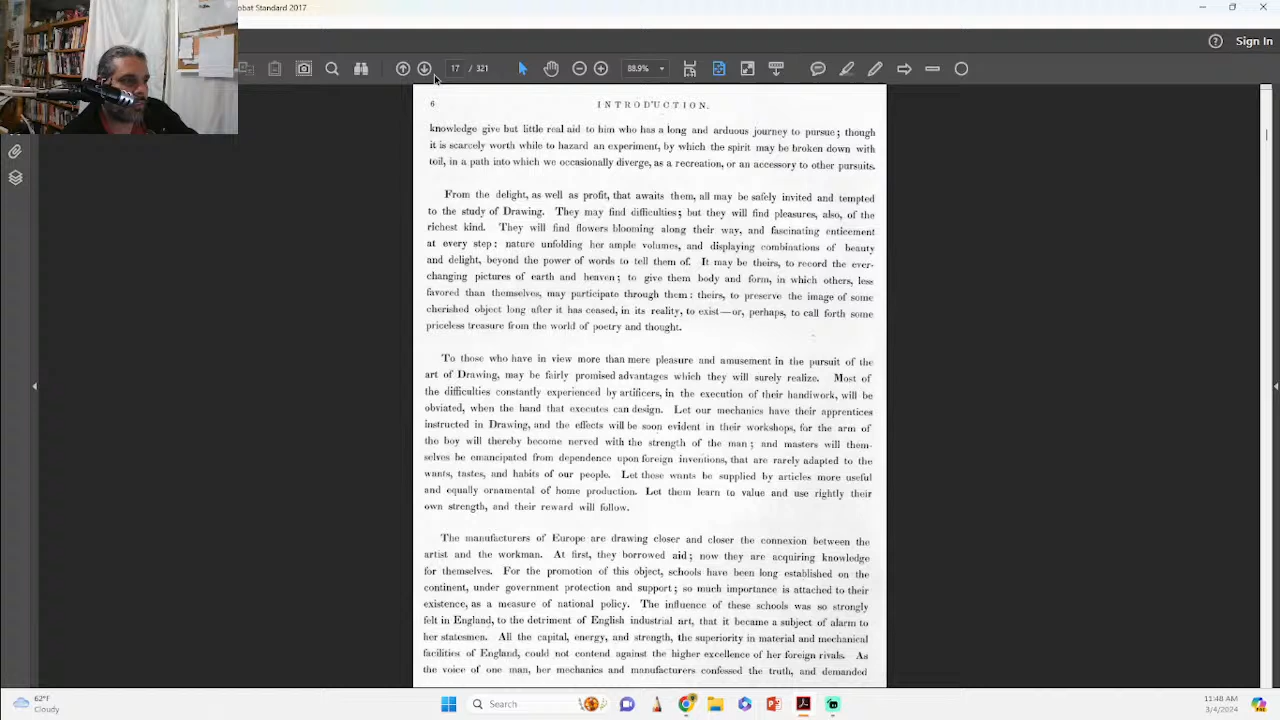 obat Standard 2017
Sign In
17 / 321
88.9%
6
INTRODUCTION.
knowledge give but little real aid to him who has a long and arduous journey to pursue; though
it is scarcely worth while to hazard an experiment, by which the spirit may be broken down with
toil, in a path into which we occasionally diverge, as a recreation, or an accessory to other pursuits.
From the delight, as well as profit, that awaits them, all may be safely invited and tempted
to the study of Drawing. They may find difficulties; but they will find pleasures, also, of the
richest kind. They will find flowers blooming along their way, and fascinating enticement
at every step: nature unfolding her ample volumes, and displaying combinations of beauty
and delight, beyond the power of words to tell them of. It may be theirs, to record the ever-
changing pictures of earth and heaven; to give them body and form, in which others, less
favored than themselves, may participate through them: theirs, to preserve the image of some
cherished object long after it has ceased, in its reality, to exist—or, perhaps, to call forth some
priceless treasure from the world of poetry and thought.
To those who have in view more than mere pleasure and amusement in the pursuit of the
art of Drawing, may be fairly promised advantages which they will surely realize. Most of
the difficulties constantly experienced by artificers, in the execution of their handiwork, will be
obviated, when the hand that executes can design. Let our mechanics have their apprentices
instructed in Drawing, and the effects will be soon evident in their workshops, for the arm of
the boy will thereby become nerved with the strength of the man; and masters will them-
selves be emancipated from dependence upon foreign inventions, that are rarely adapted to the
wants, tastes, and habits of our people. Let those wants be supplied by articles more useful
and equally ornamental of home production. Let them learn to value and use rightly their
own strength, and their reward will follow.
The manufacturers of Europe are drawing closer and closer the connexion between the
artist and the workman. At first, they borrowed aid; now they are acquiring knowledge
for themselves. For the promotion of this object, schools have been long established on the
continent, under government protection and support; so much importance is attached to their
existence, as a measure of national policy. The influence of these schools was so strongly
felt in England, to the detriment of English industrial art, that it became a subject of alarm to
her statesmen. All the capital, energy, and strength, the superiority in material and mechanical
facilities of England, could not contend against the higher excellence of her foreign rivals. As
the voice of one man, her mechanics and manufacturers confessed the truth, and demanded
62°F
Cloudy
Search
11:48 AM
3/4/2024